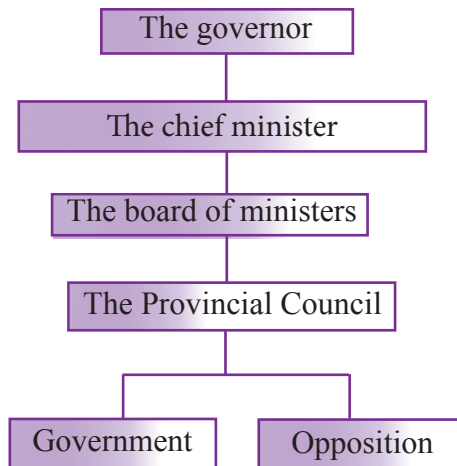 The governor
The chief minister
The board of ministers
The Provincial Council
Government
Opposition